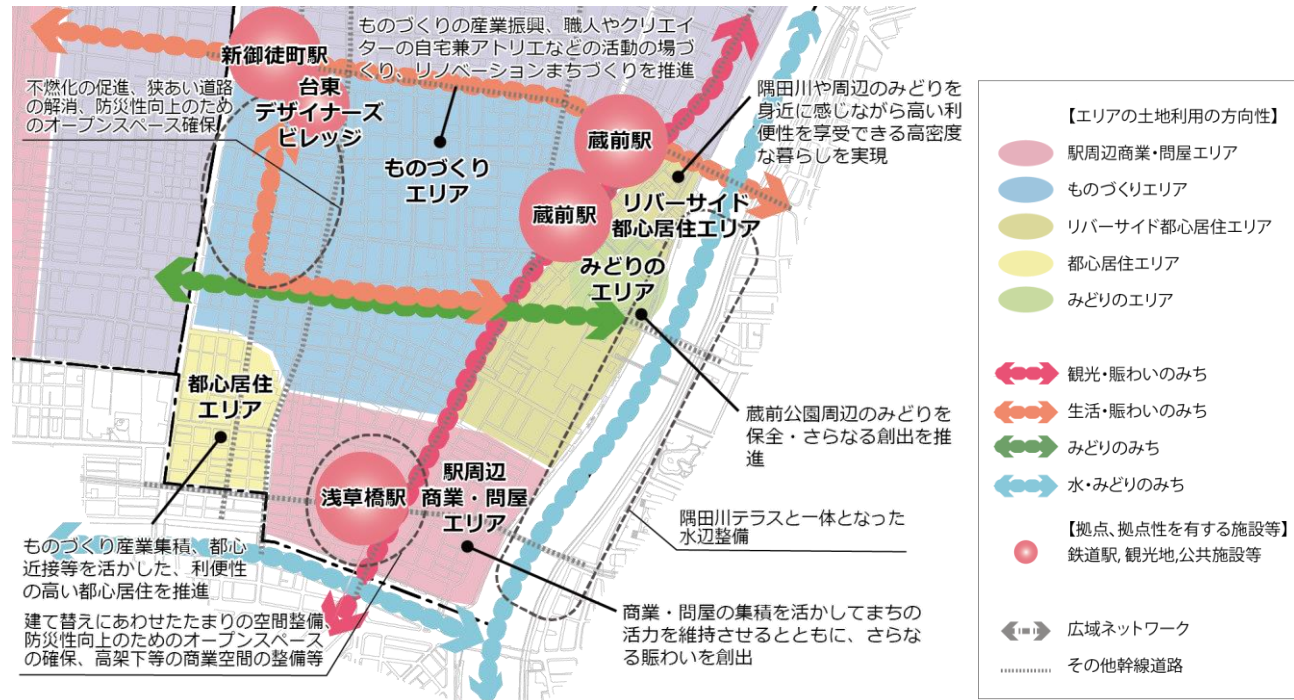 新御徒町駅
台東
デザイナーズ
ビレッジ
ものづくりの産業振興、職人やクリエイ
ターの自宅兼アトリエなどの活動の場づ
くり、リノベーションまちづくりを推進
不燃化の促進、狭あい道路
の解消、防災性向上のため
のオープンスペース確保
ものづくり
エリア
蔵前駅
蔵前駅
隅田川や周辺のみどりを
身近に感じながら高い利
便性を享受できる高密度
な暮らしを実現
リバーサイド
都心居住エリア
みどりの
エリア
都心居住
エリア
蔵前公園周辺のみどりを
保全・さらなる創出を推
進
浅草橋駅
駅周辺
商業・問屋
エリア
隅田川テラスと一体となった
水辺整備
ものづくり産業集積、都心
近接等を活かした、利便性
の高い都心居住を推進
建て替えにあわせたたまりの空間整備、
防災性向上のためのオープンスペース
の確保、高架下等の商業空間の整備等
商業・問屋の集積を活かしてまちの
活力を維持させるとともに、さらな
る賑わいを創出
【エリアの土地利用の方向性】
駅周辺商業・問屋エリア
ものづくりエリア
リバーサイド都心居住エリア
都心居住エリア
みどりのエリア
観光・賑わいのみち
生活・賑わいのみち
みどりのみち
水・みどりのみち
【拠点、拠点性を有する施設等】
鉄道駅, 観光地,公共施設等
広域ネットワーク
その他幹線道路